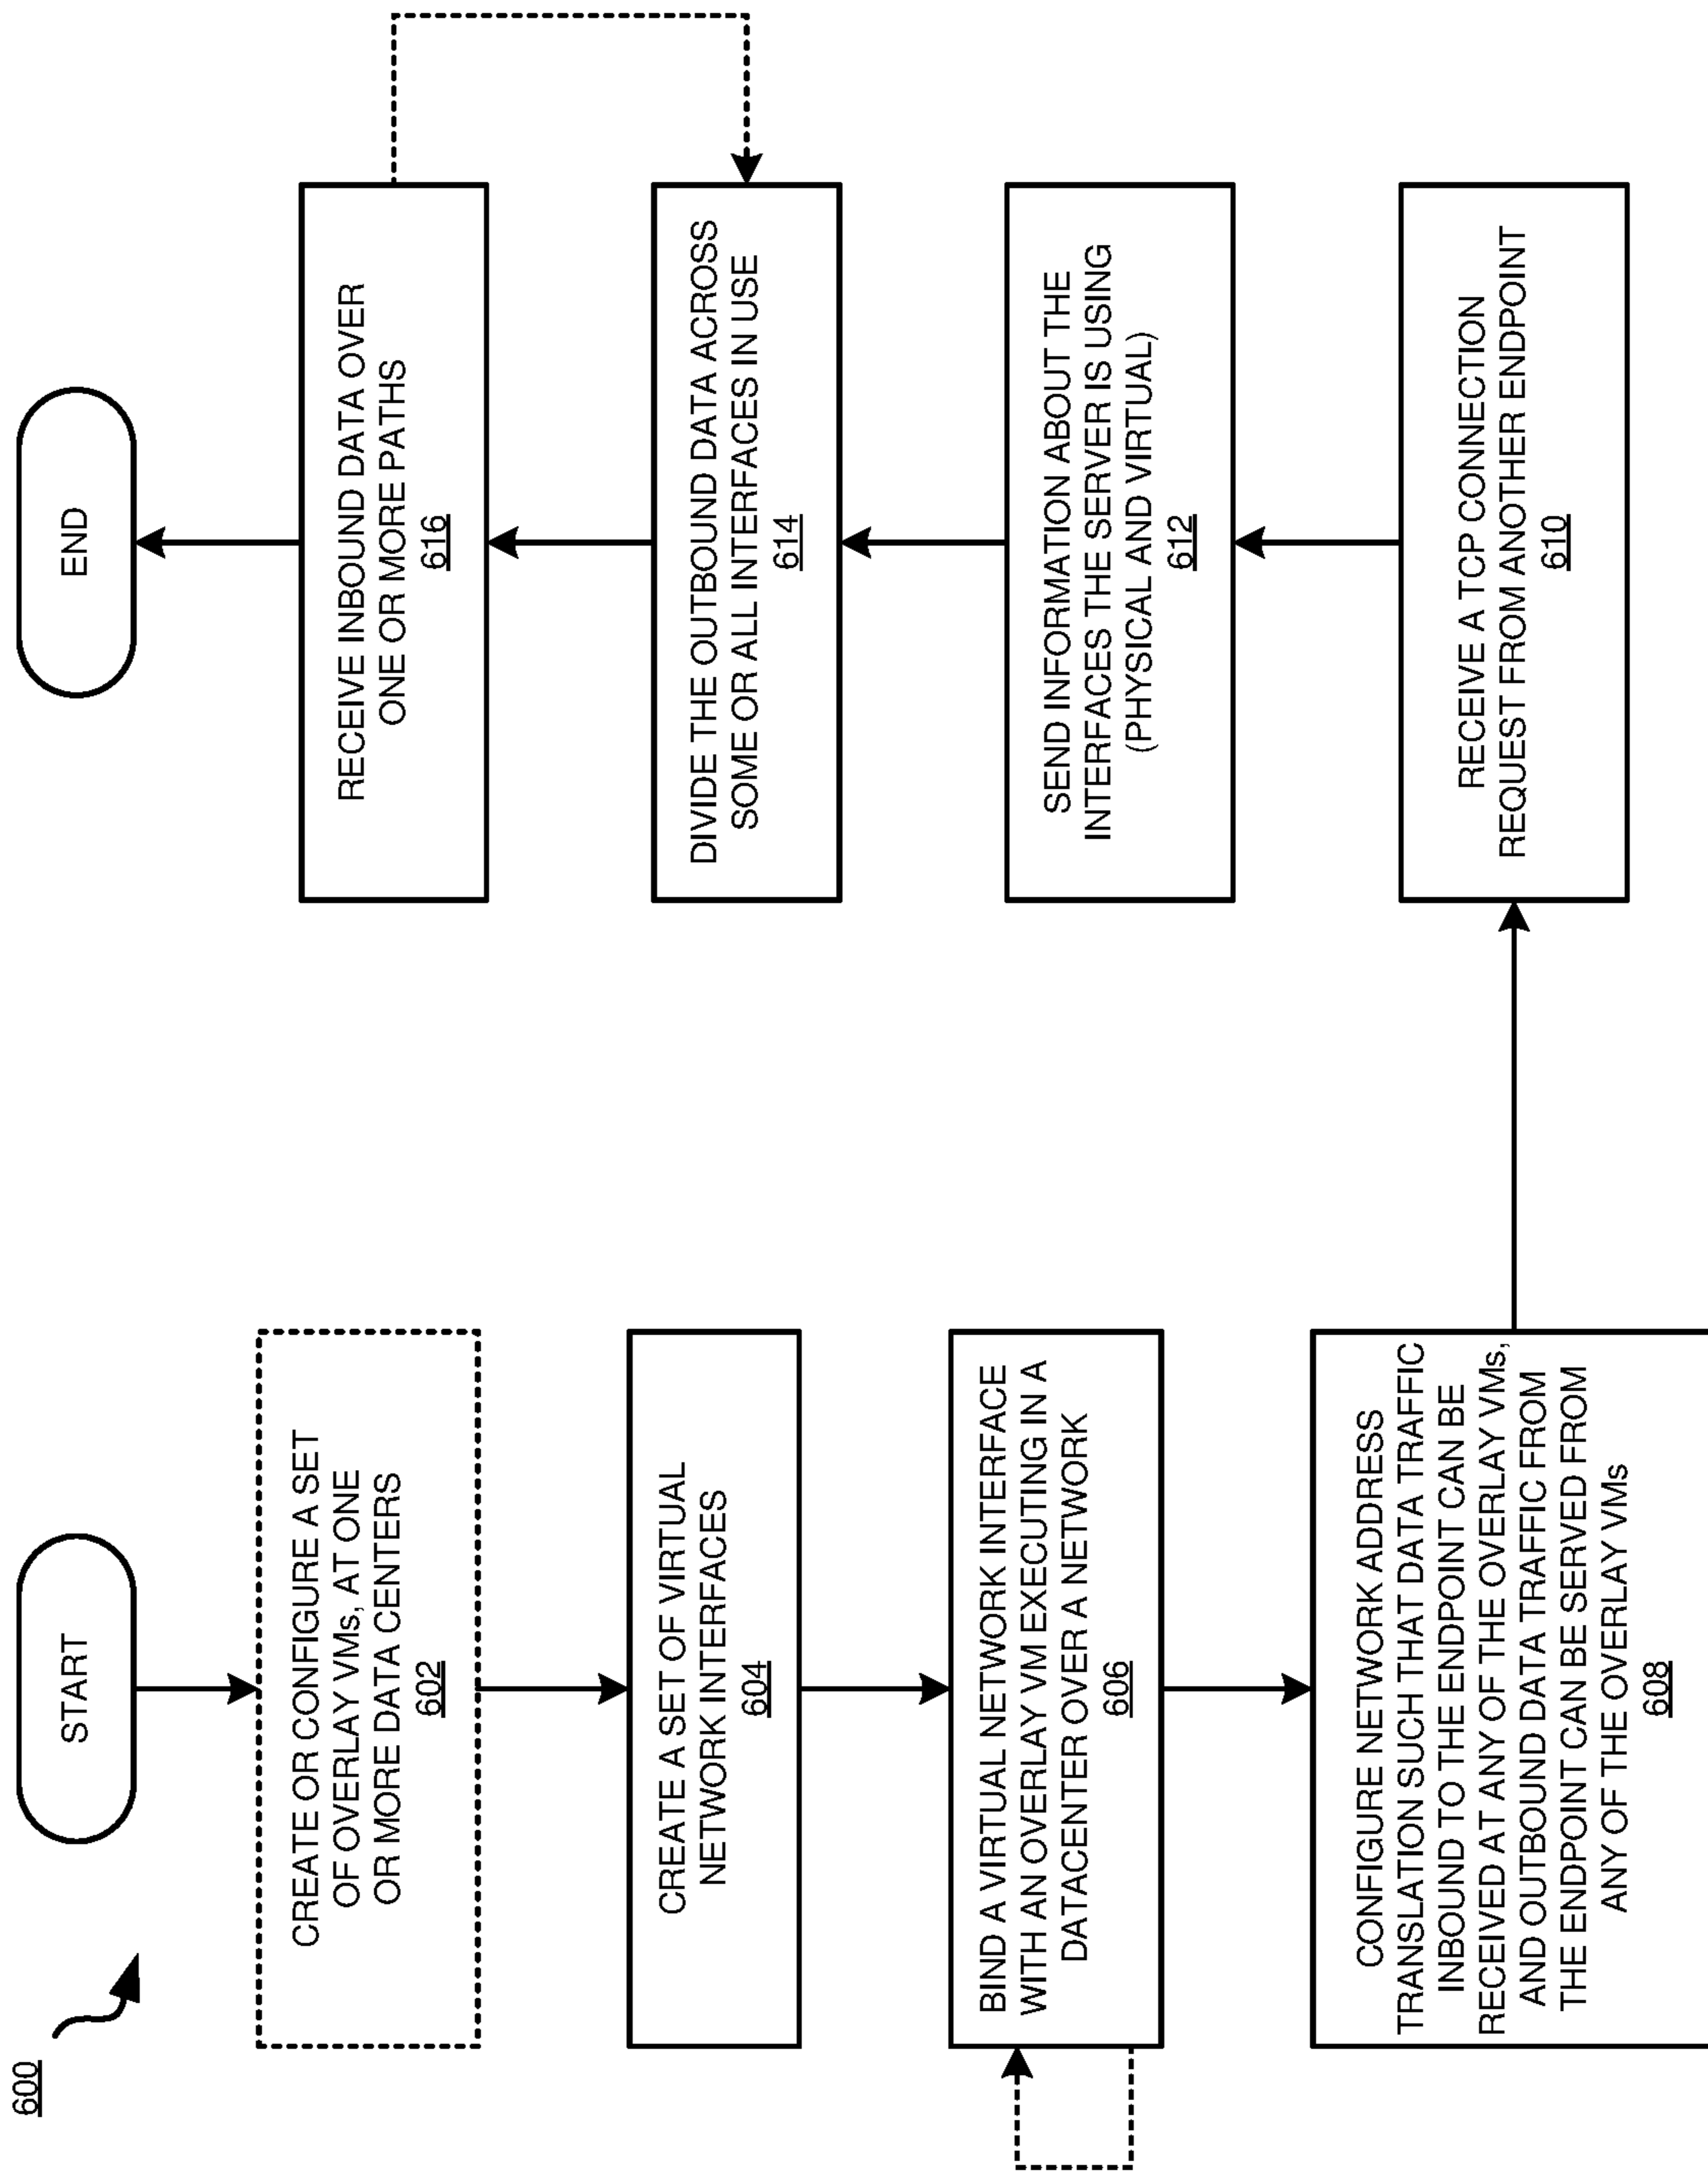 600
START
CREATE OR CONFIGURE A SET
OF OVERLAY VMs, AT ONE
OR MORE DATA CENTERS
602
CREATE A SET OF VIRTUAL
NETWORK INTERFACES
604
BIND A VIRTUAL NETWORK INTERFACE
WITH AN OVERLAY VM EXECUTING IN A
DATACENTER OVER A NETWORK
606
CONFIGURE NETWORK ADDRESS
TRANSLATION SUCH THAT DATA TRAFFIC
INBOUND TO THE ENDPOINT CAN BE
RECEIVED AT ANY OF THE OVERLAY VMs,
AND OUTBOUND DATA TRAFFIC FROM
THE ENDPOINT CAN BE SERVED FROM
ANY OF THE OVERLAY VMs
608
RECEIVE A TCP CONNECTION
REQUEST FROM ANOTHER ENDPOINT
610
SEND INFORMATION ABOUT THE
INTERFACES THE SERVER IS USING
(PHYSICAL AND VIRTUAL)
612
DIVIDE THE OUTBOUND DATA ACROSS
SOME OR ALL INTERFACES IN USE
614
RECEIVE INBOUND DATA OVER
ONE OR MORE PATHS
616
END